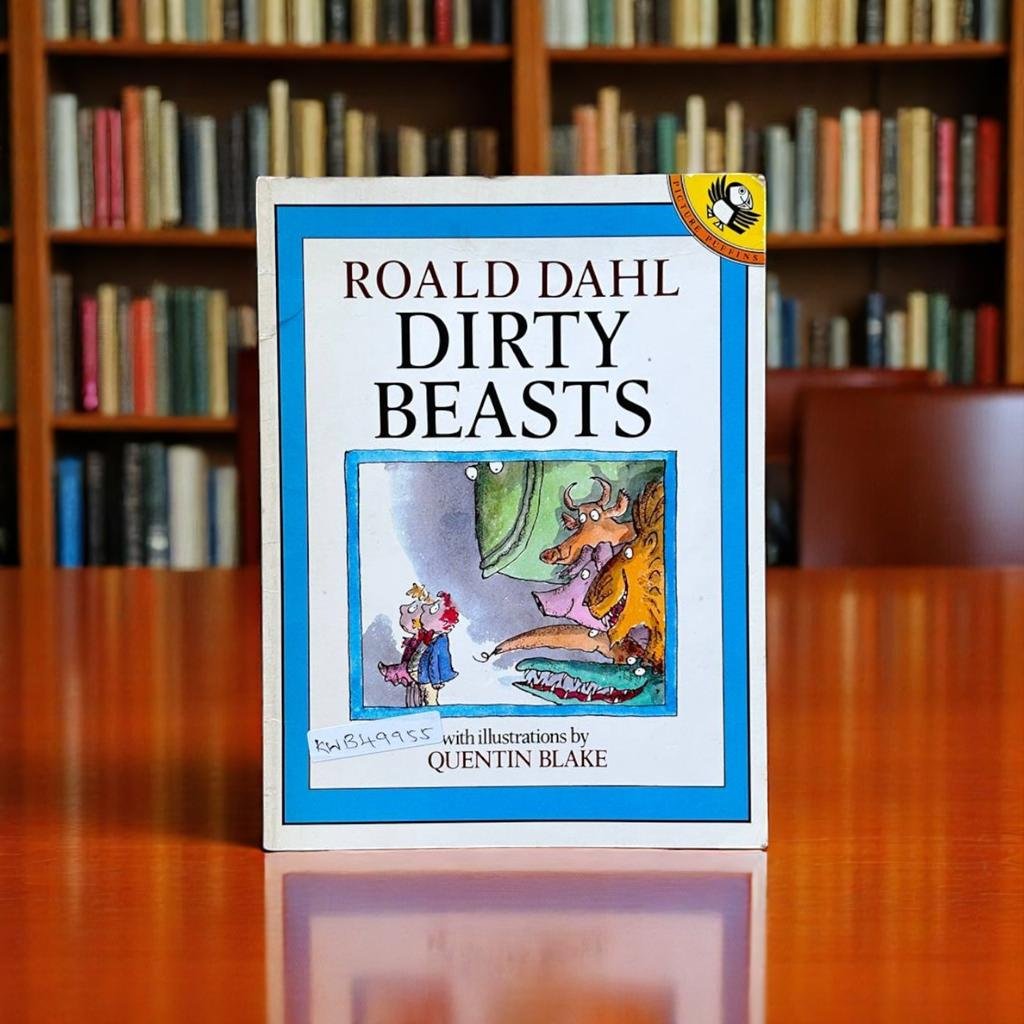 PICTURE PUFFINS
ROALD DAHL
DIRTY
BEASTS
KWB49955
with illustrations by
QUENTIN BLAKE